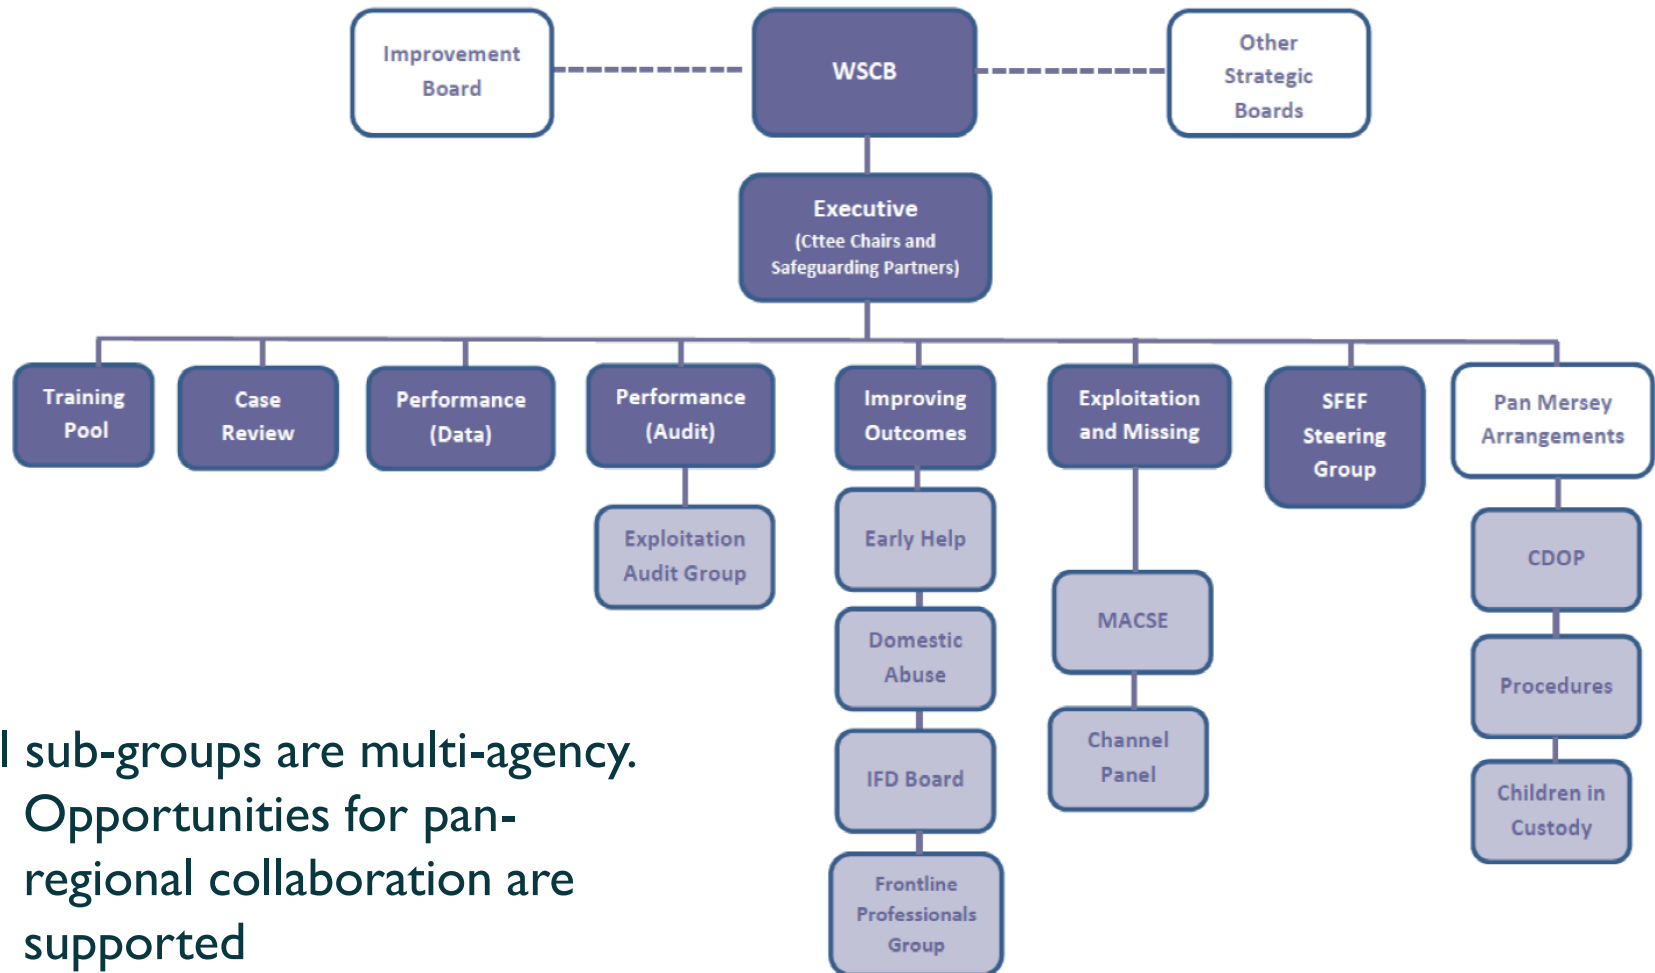 Improvement
Board
WSCB
Other
Strategic
Boards
Executive
(Cttee Chairs and
Safeguarding Partners)
Training
Pool
Case
Review
Performance
(Data)
Performance
(Audit)
Improving
Outcomes
Exploitation
and Missing
SFEF
Steering
Group
Pan Mersey
Arrangements
Exploitation
Audit Group
Early Help
Domestic
Abuse
IFD Board
Frontline
Professionals
Group
MACSE
Channel
Panel
CDOP
Procedures
Children in
Custody
l sub-groups are multi-agency.
Opportunities for pan-
regional collaboration are
supported